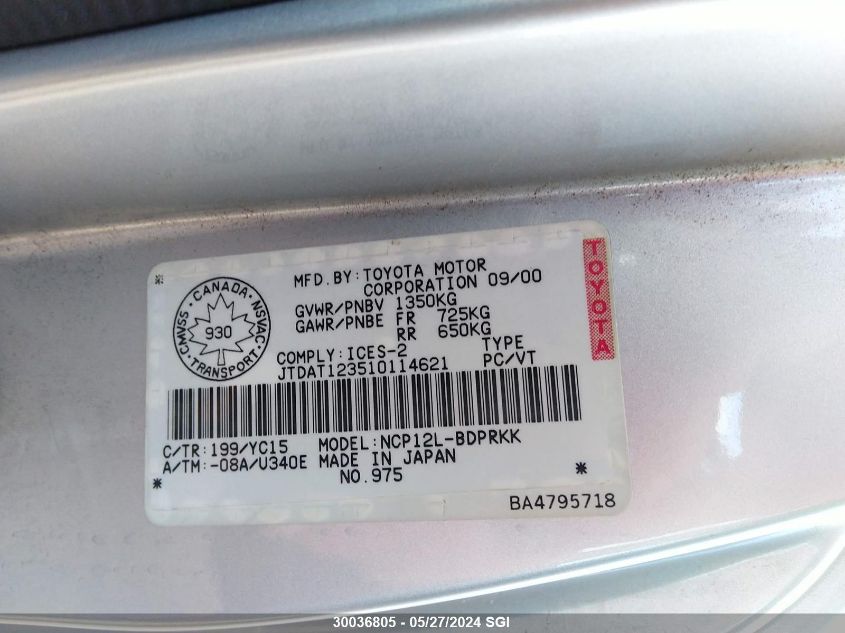 MFD.BY:TOYOTA MOTOR
CORPORATION 09/00
GVWR/PNBV 1350KG
GAWR/PNBE FR 725KG
RR 650KG
COMPLY:ICES-2 TYPE
JTDAT123510114621 PC/VT
CANADA
CMVSS 930 NSVAC
TRANSPORT
TOYOTA
C/TR:199/YC15 MODEL:NCP12L-BDPRKK
A/TM:-08A/U340E MADE IN JAPAN
* NO.975 *
BA4795718
30036805 - 05/27/2024 SGI